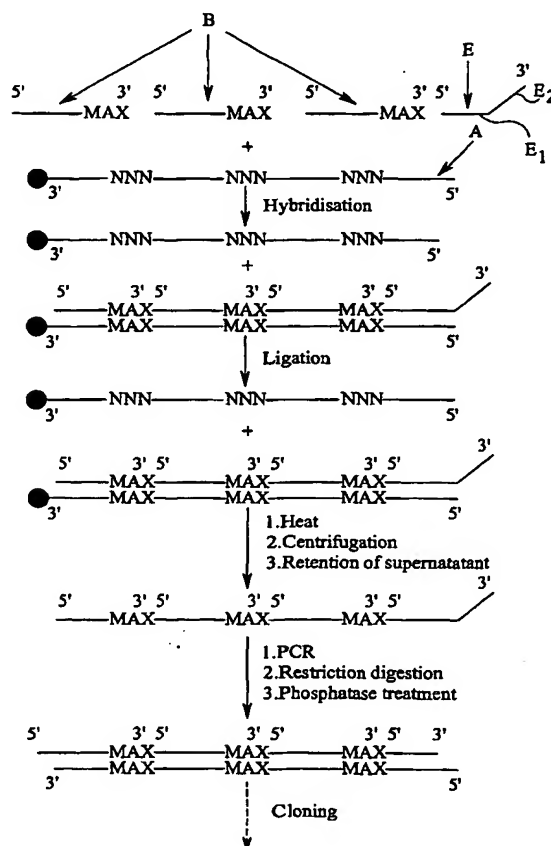 B
E
5' 3' 5' 3' 5' 3' 5' 3'
MAX MAX MAX E2
+ A E1
NNN NNN NNN
3' 5'
Hybridisation
NNN NNN NNN
3' 5'
+
3'
5' 3' 5' 3' 5' 3' 5'
MAX MAX MAX
MAX MAX MAX
3' 5'
Ligation
NNN NNN NNN
3' 5'
+
3'
5' 3' 5' 3' 5' 3' 5'
MAX MAX MAX
MAX MAX MAX
3' 5'
1.Heat
2.Centrifugation
3.Retention of supernatatant
3'
5' 3' 5' 3' 5' 3' 5'
MAX MAX MAX
1.PCR
2.Restriction digestion
3.Phosphatase treatment
5' 3' 5' 3' 5' 3' 5' 3'
MAX MAX MAX
MAX MAX MAX
3' 5'
Cloning